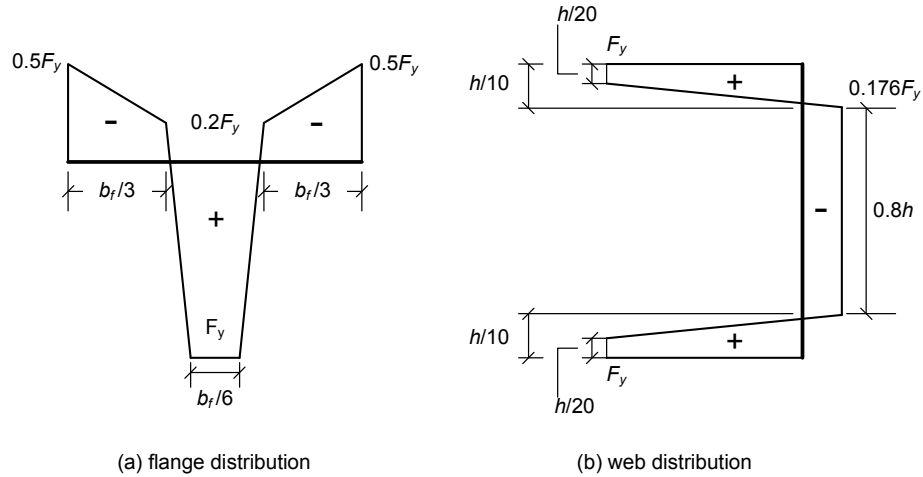 0.5Fy
0.5Fy
-
0.2Fy
-
bf/3
bf/3
+
Fy
bf/6
(a) flange distribution
h/20
Fy
h/10
+
0.176Fy
-
0.8h
h/10
+
Fy
h/20
(b) web distribution